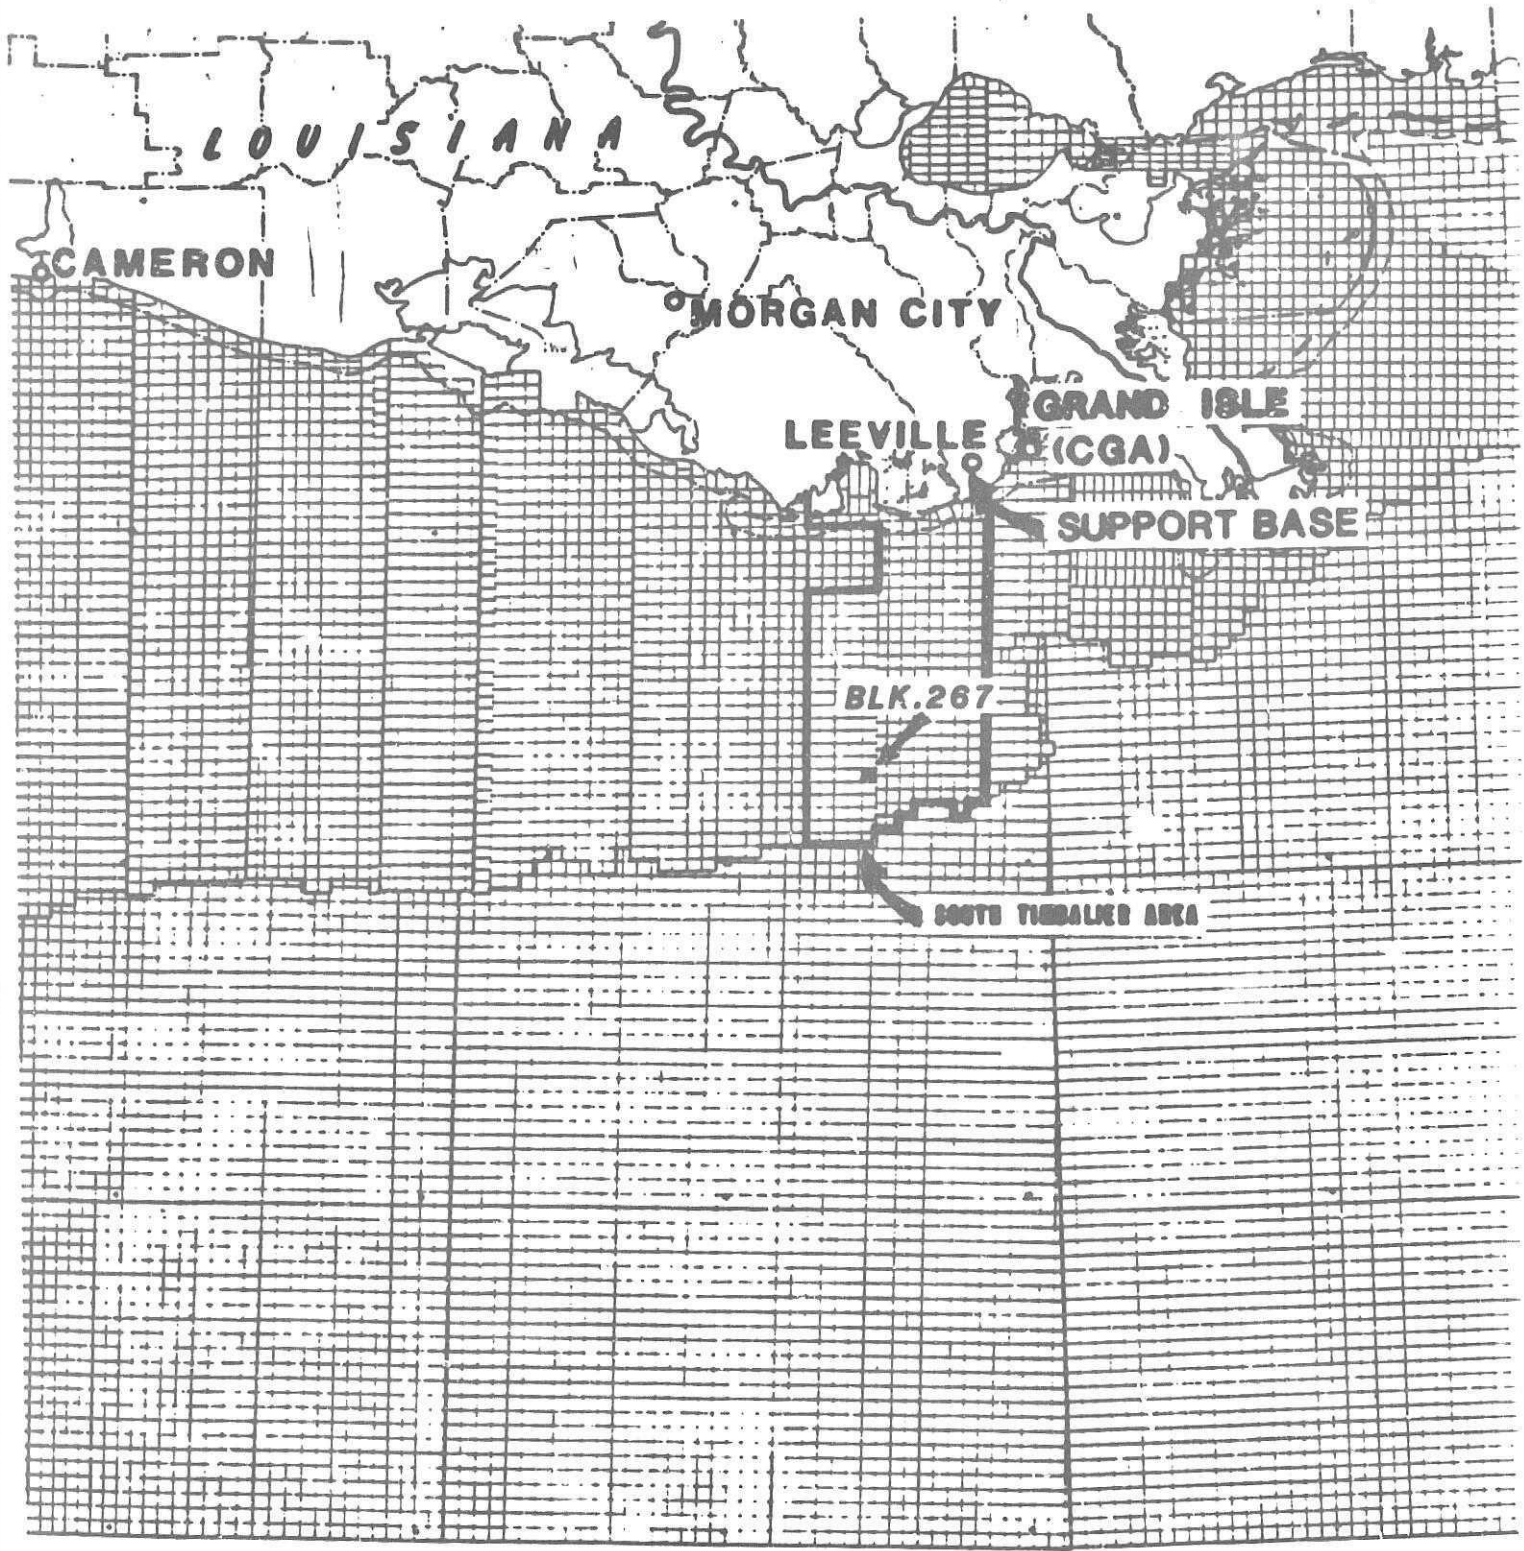 LOUISIANA
CAMERON
MORGAN CITY
GRAND ISLE
LEEVILLE
(CGA)
SUPPORT BASE
BLK.267
SOUTH TIMBALIER AREA